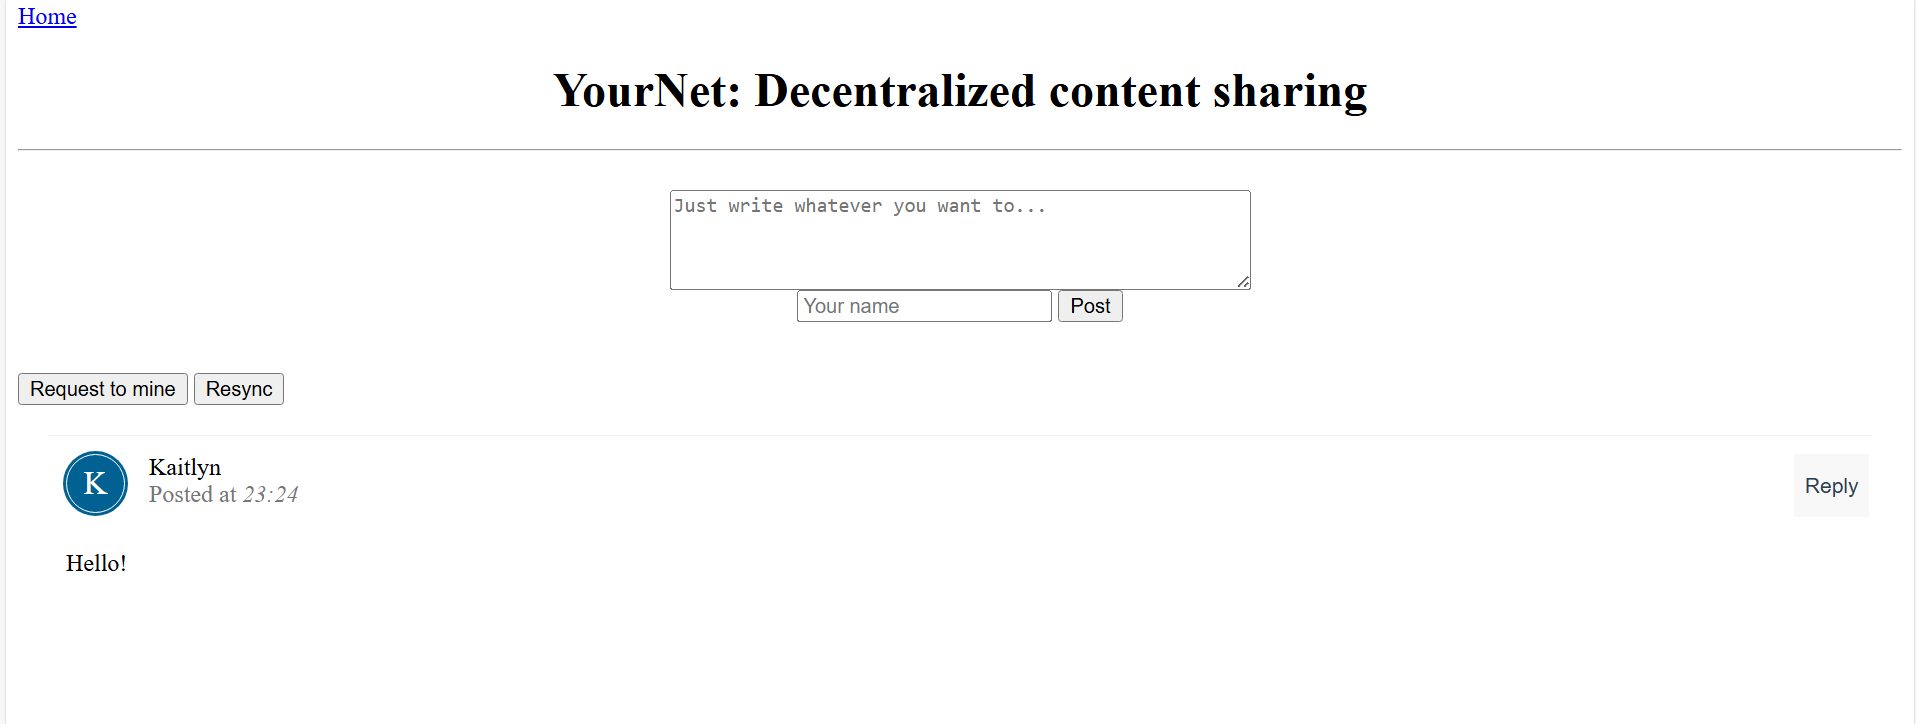 Home
YourNet: Decentralized content sharing
Just write whatever you want to...
Your name Post
Request to mine Resync
K
Kaitlyn
Posted at 23:24
Reply
Hello!